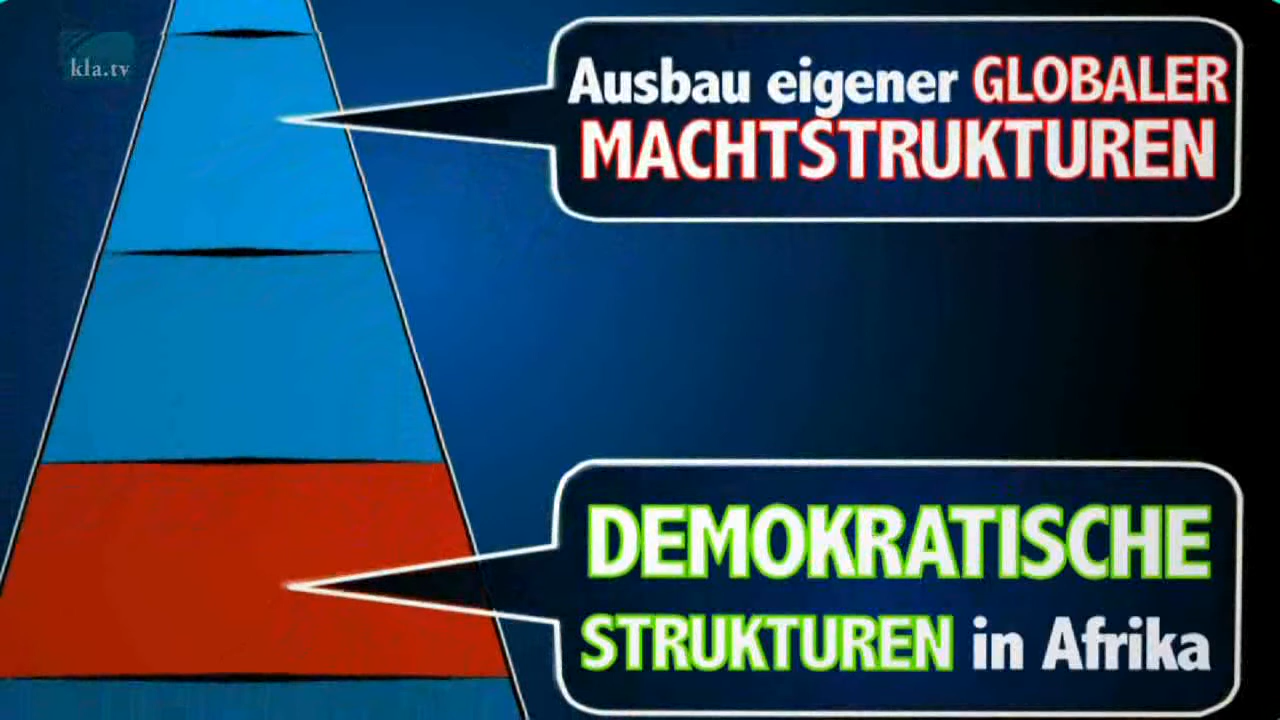 kla.tv
Ausbau eigener GLOBALER
MACHTSTRUKTUREN
DEMOKRATISCHE
STRUKTUREN in Afrika